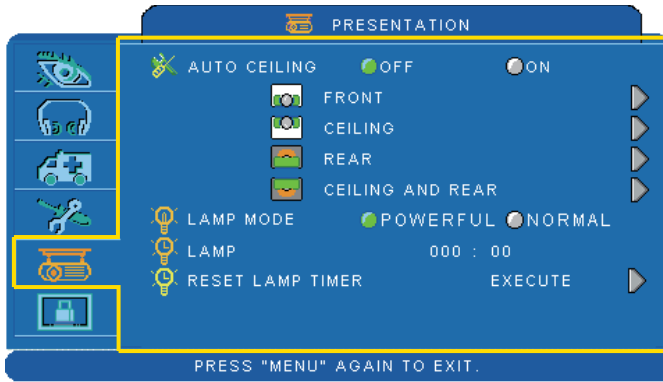 PRESENTATION
AUTO CEILING OFF ON
FRONT
CEILING
REAR
CEILING AND REAR
LAMP MODE POWERFUL NORMAL
LAMP 000 : 00
RESET LAMP TIMER EXECUTE
PRESS "MENU" AGAIN TO EXIT.